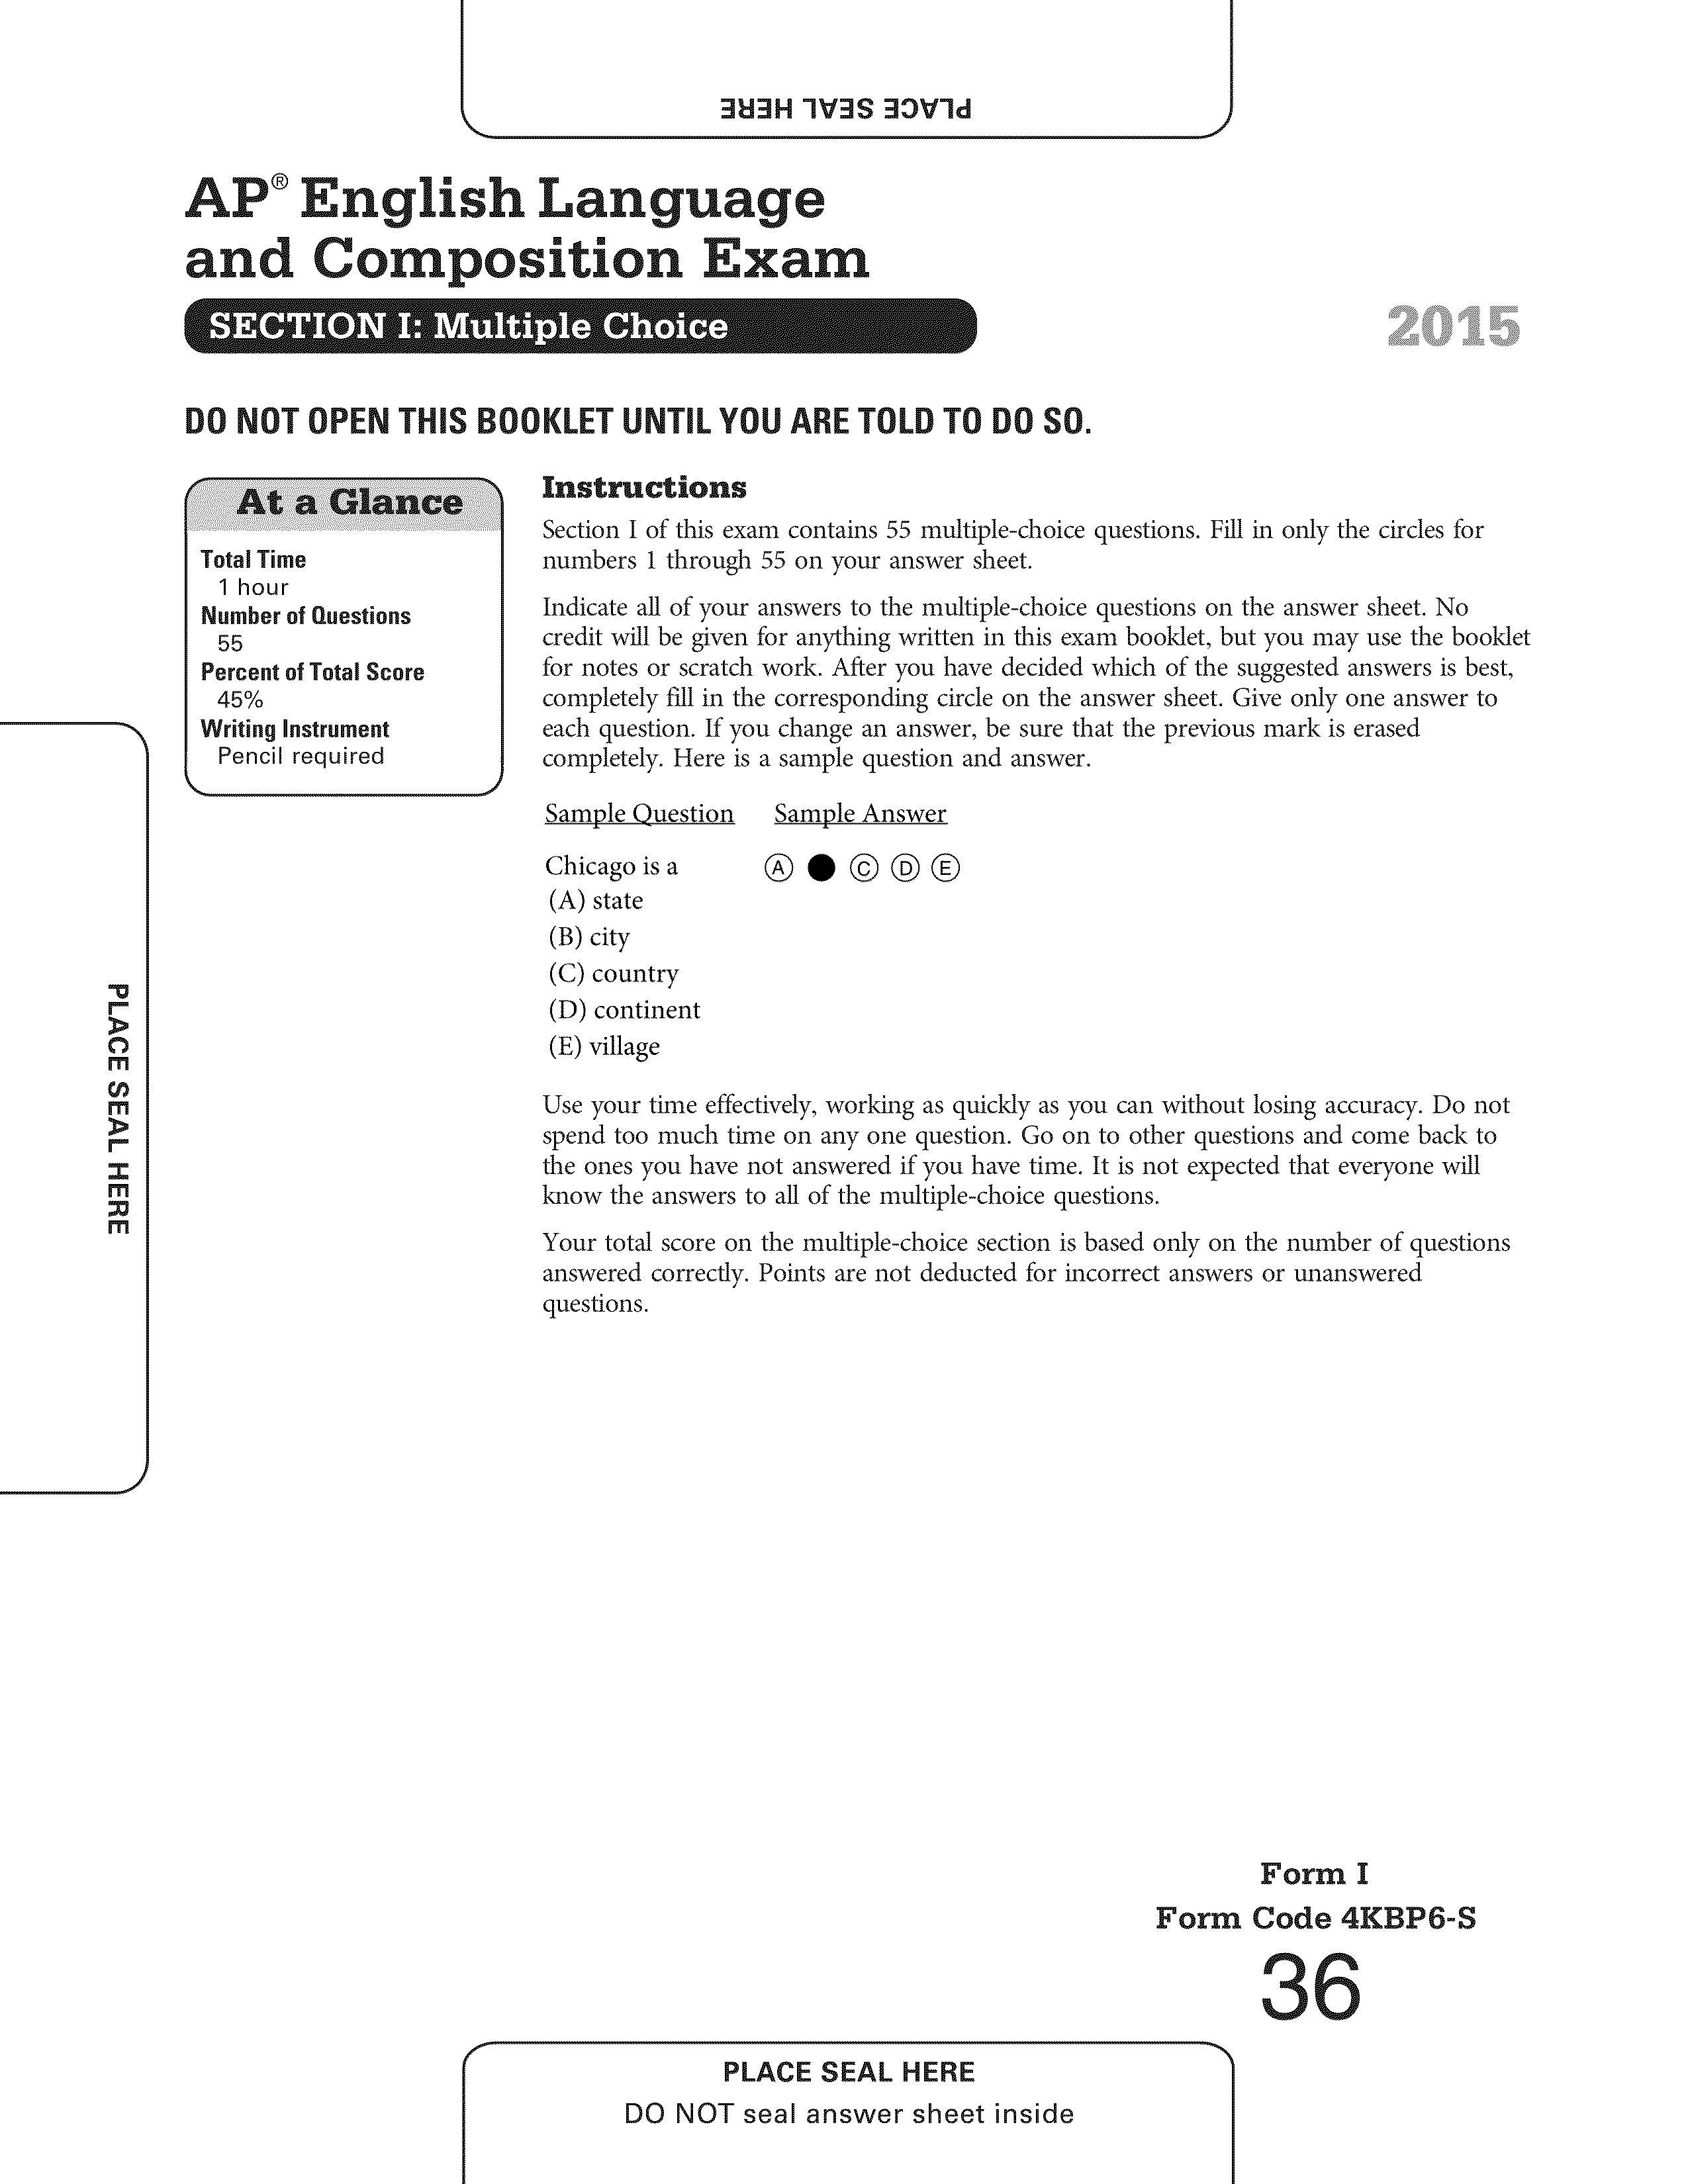 PLACE SEAL HERE
AP® English Language
and Composition Exam
SECTION I: Multiple Choice
2015
DO NOT OPEN THIS BOOKLET UNTIL YOU ARE TOLD TO DO SO.
At a Glance
Total Time
1 hour
Number of Questions
55
Percent of Total Score
45%
Writing Instrument
Pencil required
Instructions
Section I of this exam contains 55 multiple-choice questions. Fill in only the circles for
numbers 1 through 55 on your answer sheet.
Indicate all of your answers to the multiple-choice questions on the answer sheet. No
credit will be given for anything written in this exam booklet, but you may use the booklet
for notes or scratch work. After you have decided which of the suggested answers is best,
completely fill in the corresponding circle on the answer sheet. Give only one answer to
each question. If you change an answer, be sure that the previous mark is erased
completely. Here is a sample question and answer.
Sample Question Sample Answer
Chicago is a A C D E
(A) state
(B) city
(C) country
(D) continent
(E) village
Use your time effectively, working as quickly as you can without losing accuracy. Do not
spend too much time on any one question. Go on to other questions and come back to
the ones you have not answered if you have time. It is not expected that everyone will
know the answers to all of the multiple-choice questions.
Your total score on the multiple-choice section is based only on the number of questions
answered correctly. Points are not deducted for incorrect answers or unanswered
questions.
PLACE SEAL HERE
Form I
Form Code 4KBP6-S
36
PLACE SEAL HERE
DO NOT seal answer sheet inside